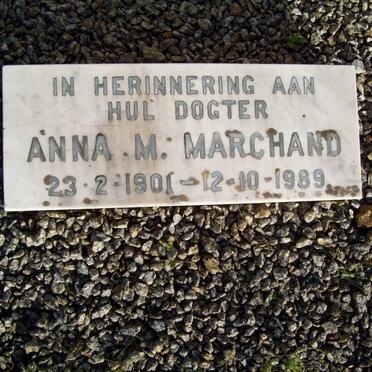 IN HERINNERING AAN
HUL DOGTER
ANNA M. MARCHAND
23-2-1901-12-10-1989